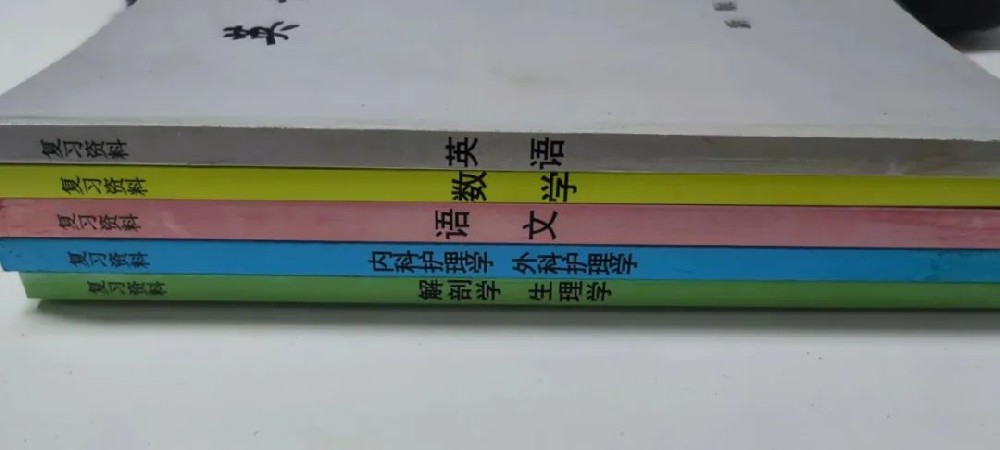 英
复习资料 英语
复习资料 数学
复习资料 语文
复习资料 内科护理学 外科护理学
复习资料 解剖学 生理学